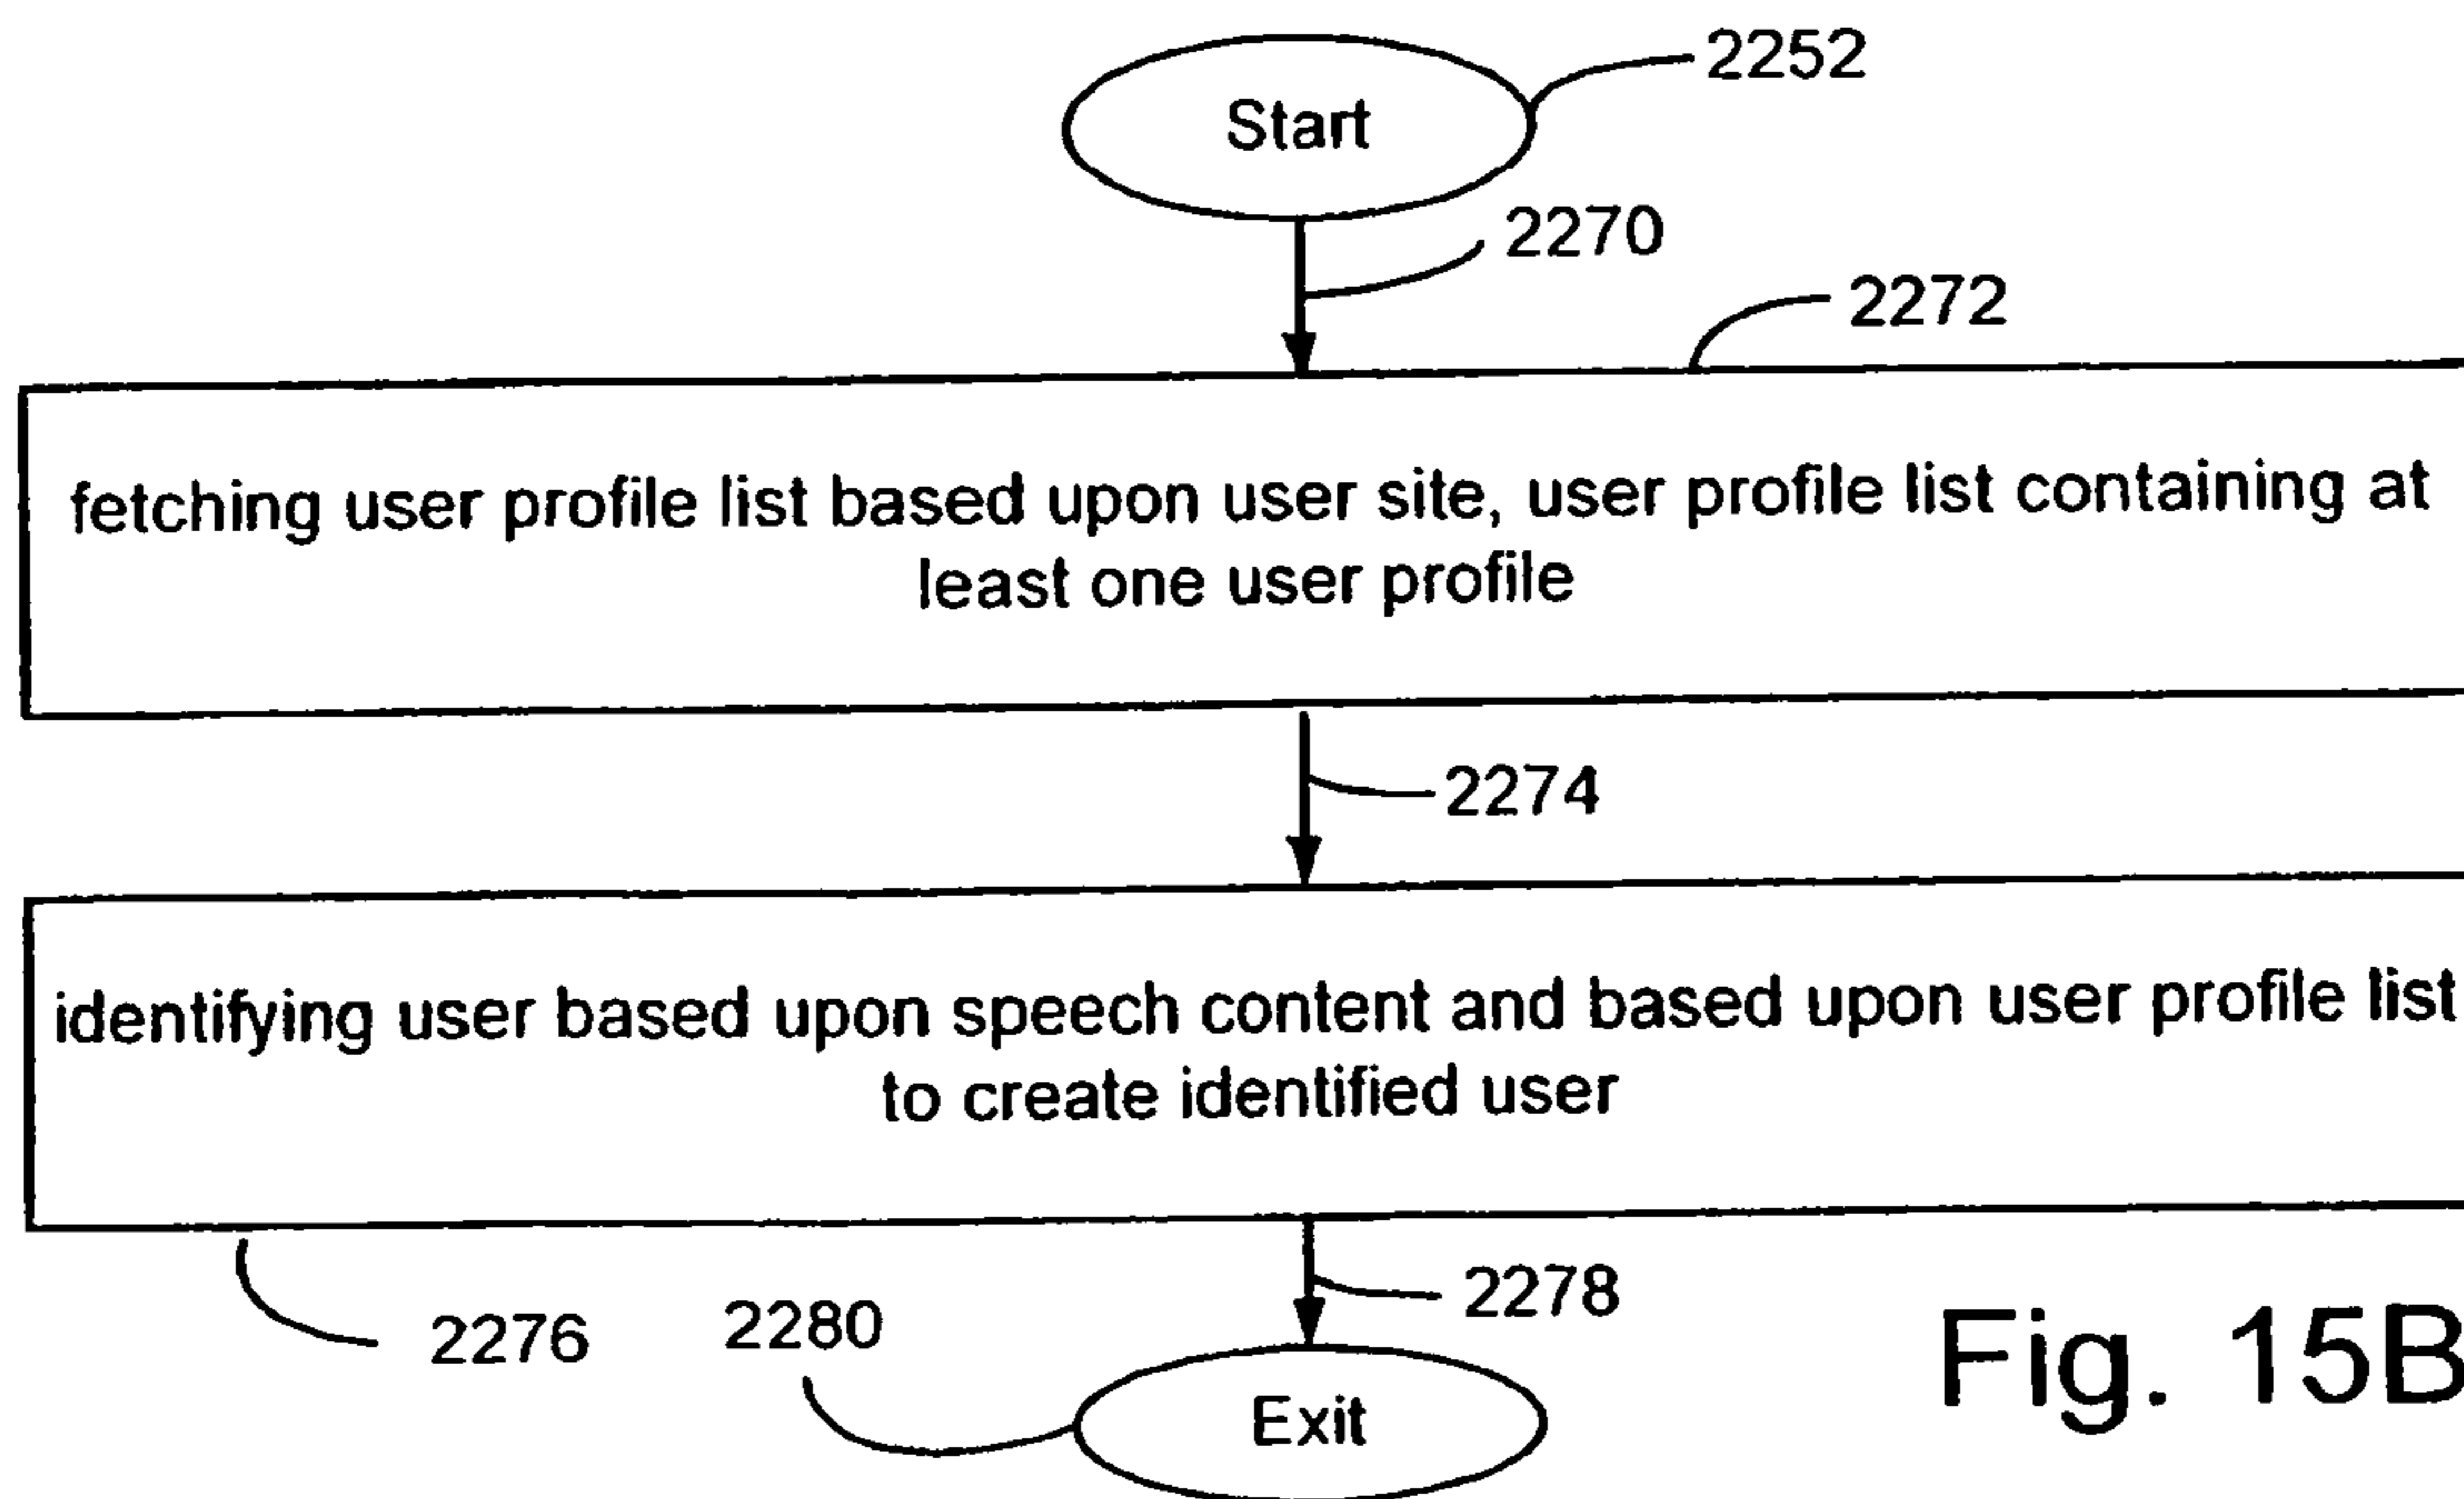 Start
2252
2270
2272
fetching user profile list based upon user site, user profile list containing at
least one user profile
2274
identifying user based upon speech content and based upon user profile list
to create identified user
2276
2280
2278
Exit
Fig. 15B